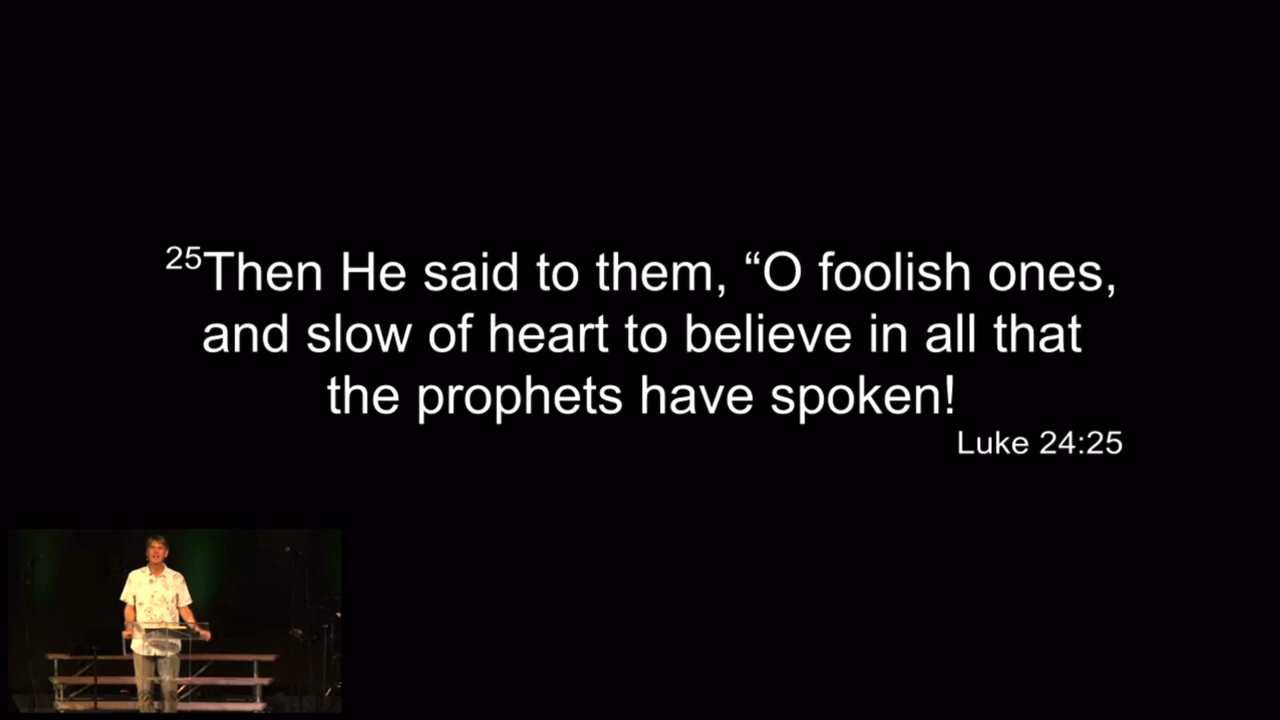 25Then He said to them, “O foolish ones,
and slow of heart to believe in all that
the prophets have spoken!
Luke 24:25